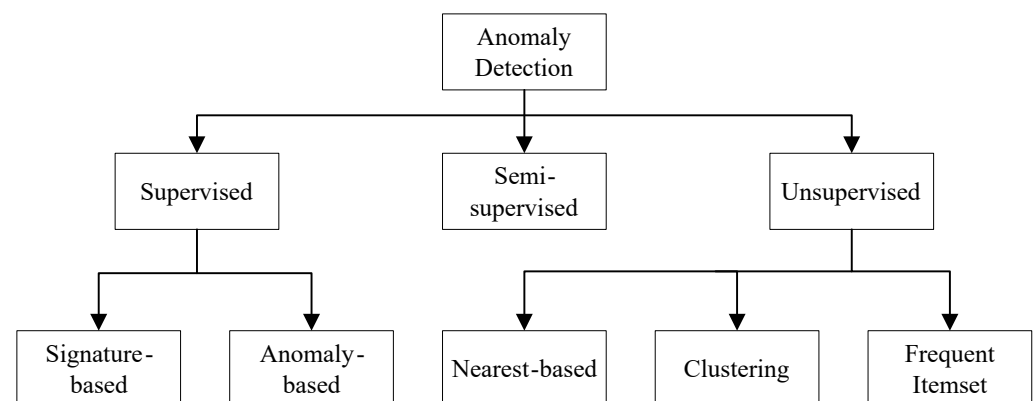 Anomaly
Detection
Supervised
Semi-
supervised
Unsupervised
Signature-
based
Anomaly-
based
Nearest-based
Clustering
Frequent
Itemset